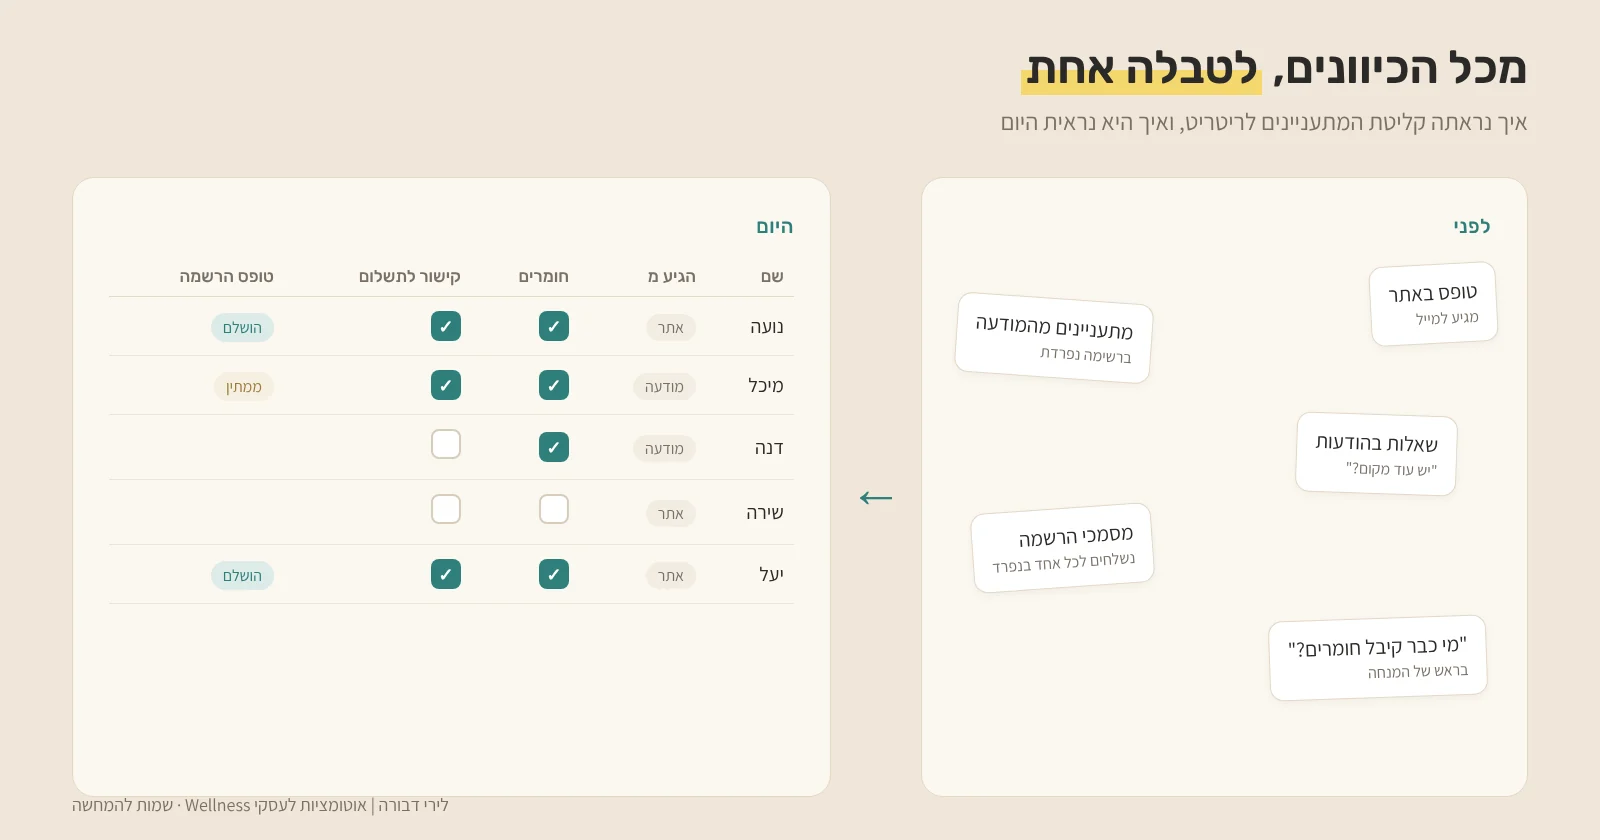 מכל הכיוונים, לטבלה אחת
איך נראתה קליטת המתעניינים לריטריט, ואיך היא נראית היום
לפני
טופס באתר
מגיע למייל
מתעניינים מהמודעה
ברשימה נפרדת
שאלות בהודעות
"יש עוד מקום?"
מסמכי הרשמה
נשלחים לכל אחד בנפרד
"מי כבר קיבל חומרים?"
בראש של המנחה
←
היום
שם הגיע מ חומרים קישור לתשלום טופס הרשמה
נועה אתר ✓ ✓ הושלם
מיכל מודעה ✓ ✓ ממתין
דנה מודעה ✓
שירה אתר
יעל אתר ✓ ✓ הושלם
לירי דבורה | אוטומציות לעסקי Wellness · שמות להמחשה